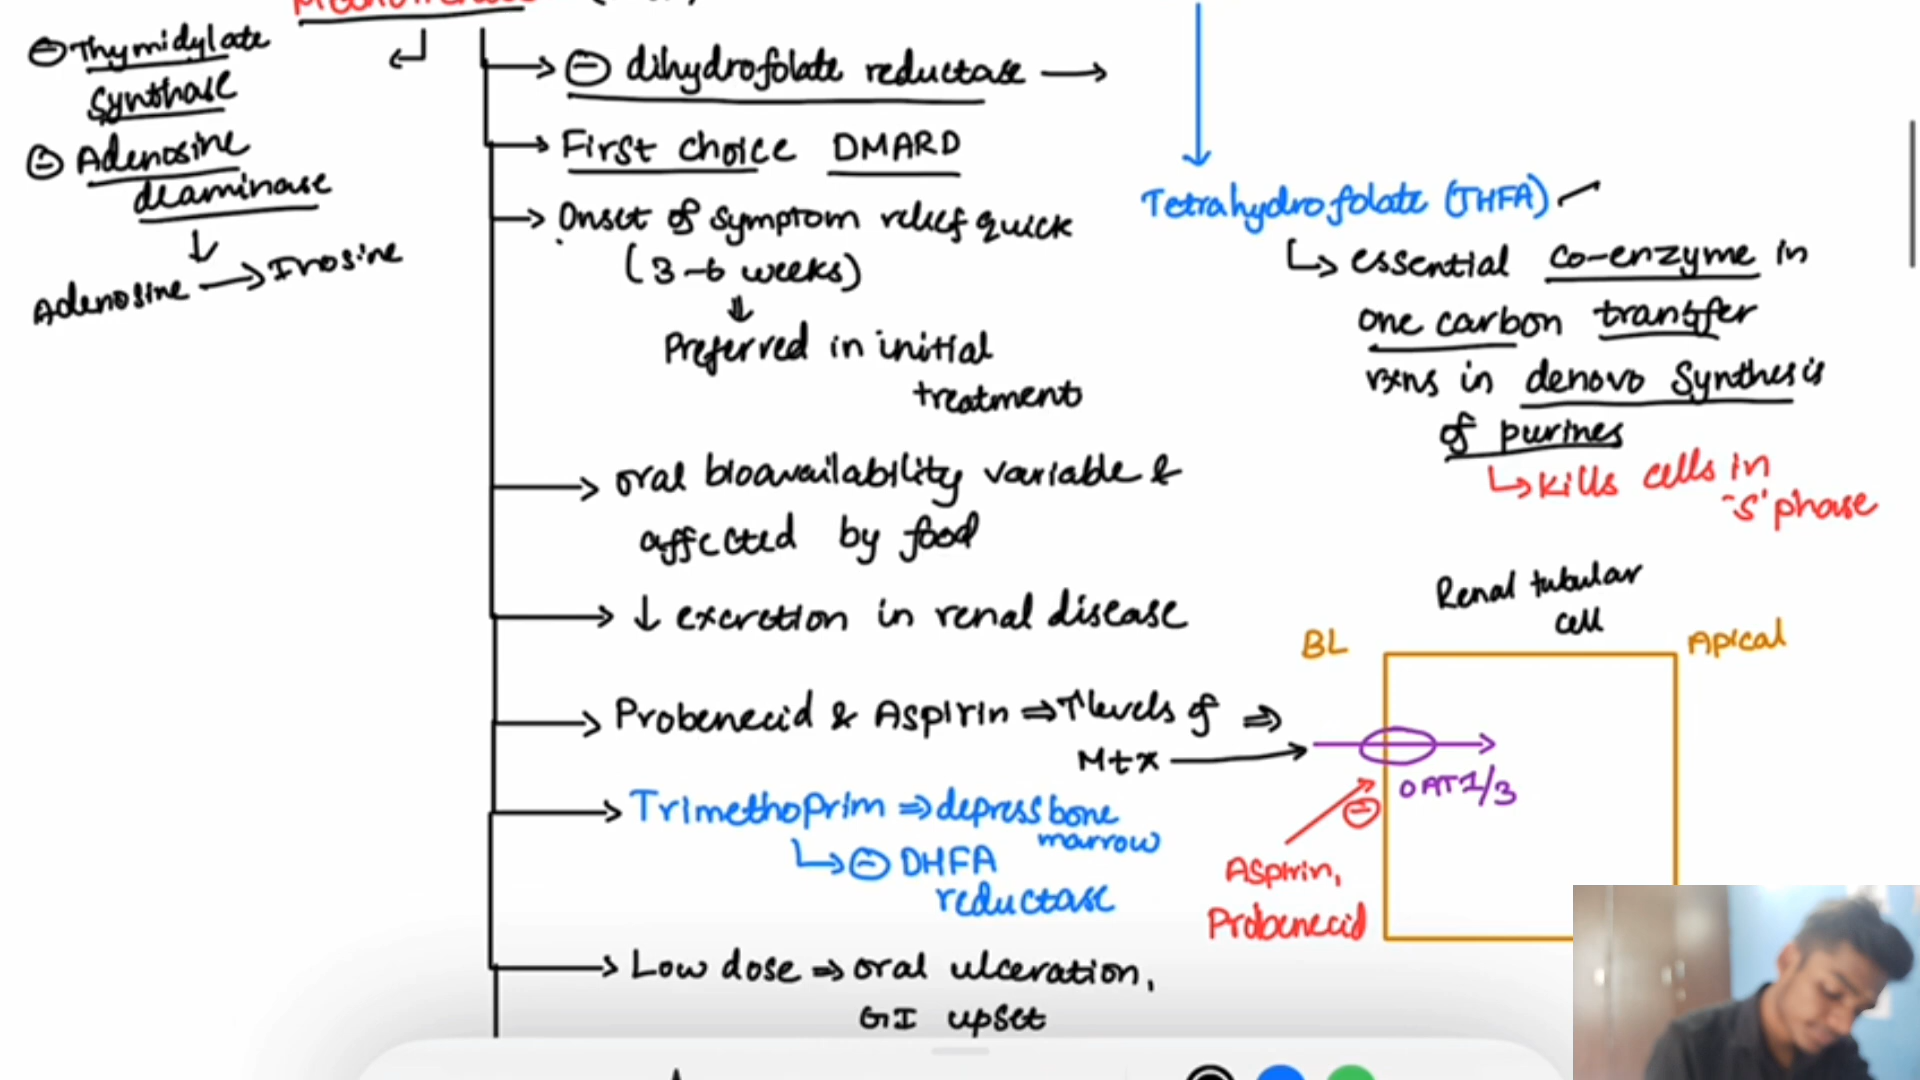 ⊖ Thymidylate
synthase
⊖ Adenosine
deaminase
↓
Adenosine → Inosine
→ ⊖ dihydrofolate reductase →
→ First choice DMARD
→ Onset of symptom relief quick
(3-6 weeks)
⇓
Preferred in initial
treatment
→ oral bioavailability variable &
affected by food
→ ↓ excretion in renal disease
→ Probenecid & Aspirin ⇒ ↑ levels of ⇒
Mtx →
→ Trimethoprim ⇒ depress bone
marrow
↳ ⊖ DHFA
reductase
→ Low dose ⇒ oral ulceration,
GI upset
Tetrahydrofolate (THFA)
↳ essential co-enzyme in
one carbon transfer
rxns in denovo synthesis
of purines
↳ kills cells in
'S' phase
Renal tubular
cell
BL
Apical
OAT1/3
⊖
Aspirin,
Probenecid